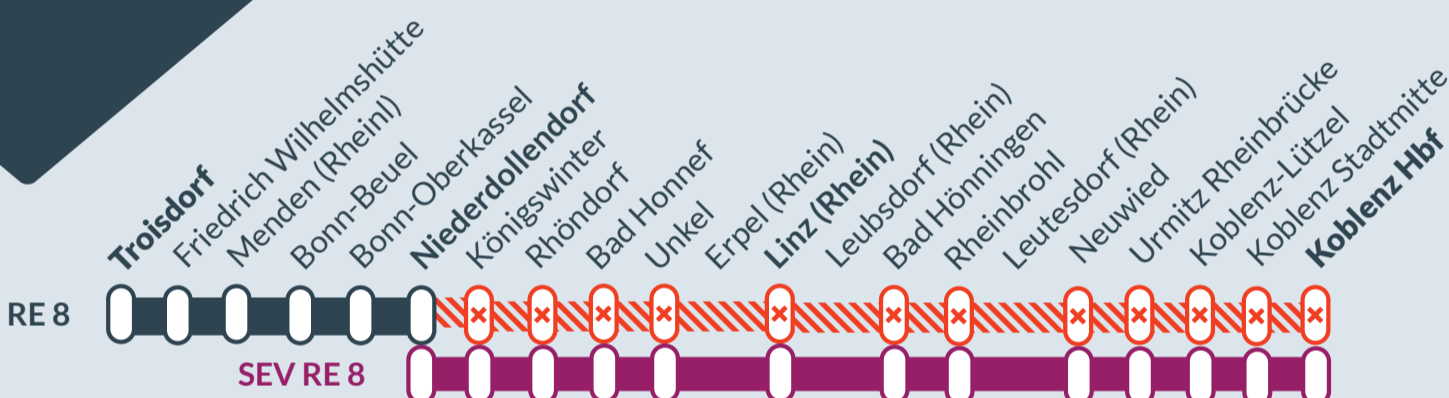 Troisdorf
Friedrich Wilhelmshütte
Menden (Rheinl)
Bonn-Beuel
Bonn-Oberkassel
Niederdollendorf
Königswinter
Rhöndorf
Bad Honnef
Unkel
Erpel (Rhein)
Linz (Rhein)
Leubsdorf (Rhein)
Bad Hönningen
Rheinbrohl
Leutesdorf (Rhein)
Neuwied
Urmitz Rheinbrücke
Koblenz-Lützel
Koblenz Stadtmitte
Koblenz Hbf
RE 8
SEV RE 8